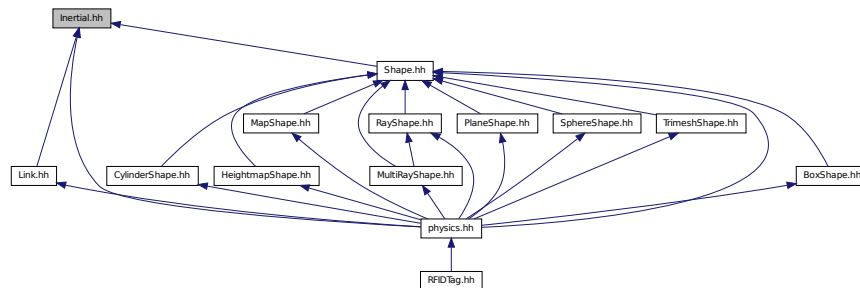 Inertial.hh
Shape.hh
MapShape.hh
RayShape.hh
PlaneShape.hh
SphereShape.hh
TrimeshShape.hh
Link.hh
CylinderShape.hh
HeightmapShape.hh
MultiRayShape.hh
BoxShape.hh
physics.hh
RFIDTag.hh